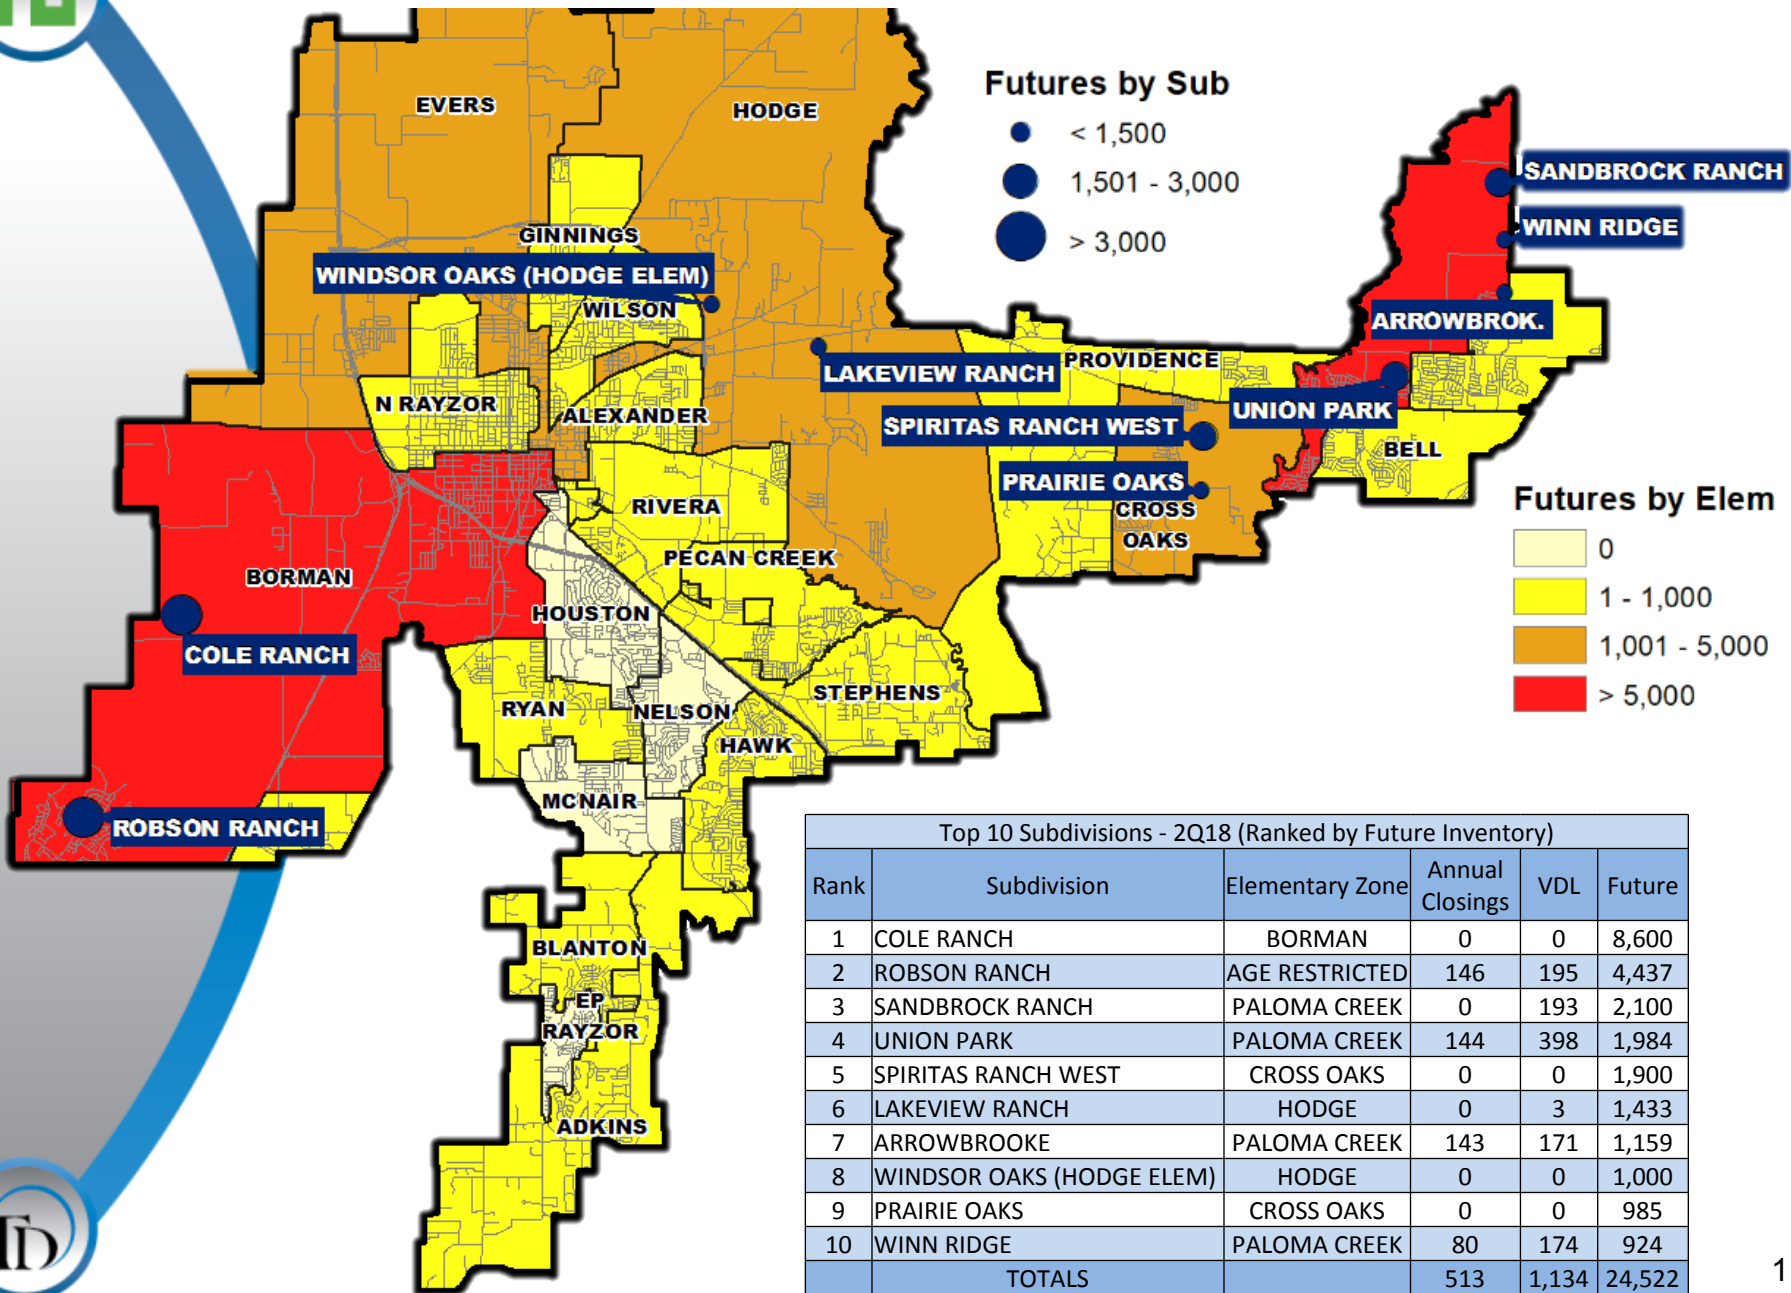 EVERS
HODGE
Futures by Sub
< 1,500
1,501 - 3,000
> 3,000
SANDBROCK RANCH
WINN RIDGE
GINNINGS
WINDSOR OAKS (HODGE ELEM)
WILSON
ARROWBROK.
LAKEVIEW RANCH
PROVIDENCE
N RAYZOR
ALEXANDER
UNION PARK
SPIRITAS RANCH WEST
BELL
PRAIRIE OAKS
CROSS
OAKS
RIVERA
PECAN CREEK
Futures by Elem
0
1 - 1,000
1,001 - 5,000
> 5,000
BORMAN
HOUSTON
COLE RANCH
RYAN
NELSON
STEPHENS
HAWK
MCNAIR
ROBSON RANCH
BLANTON
EP
RAYZOR
ADKINS
Top 10 Subdivisions - 2Q18 (Ranked by Future Inventory)
Rank Subdivision Elementary Zone Annual Closings VDL Future
1 COLE RANCH BORMAN 0 0 8,600
2 ROBSON RANCH AGE RESTRICTED 146 195 4,437
3 SANDBROCK RANCH PALOMA CREEK 0 193 2,100
4 UNION PARK PALOMA CREEK 144 398 1,984
5 SPIRITAS RANCH WEST CROSS OAKS 0 0 1,900
6 LAKEVIEW RANCH HODGE 0 3 1,433
7 ARROWBROOKE PALOMA CREEK 143 171 1,159
8 WINDSOR OAKS (HODGE ELEM) HODGE 0 0 1,000
9 PRAIRIE OAKS CROSS OAKS 0 0 985
10 WINN RIDGE PALOMA CREEK 80 174 924
TOTALS 513 1,134 24,522
1